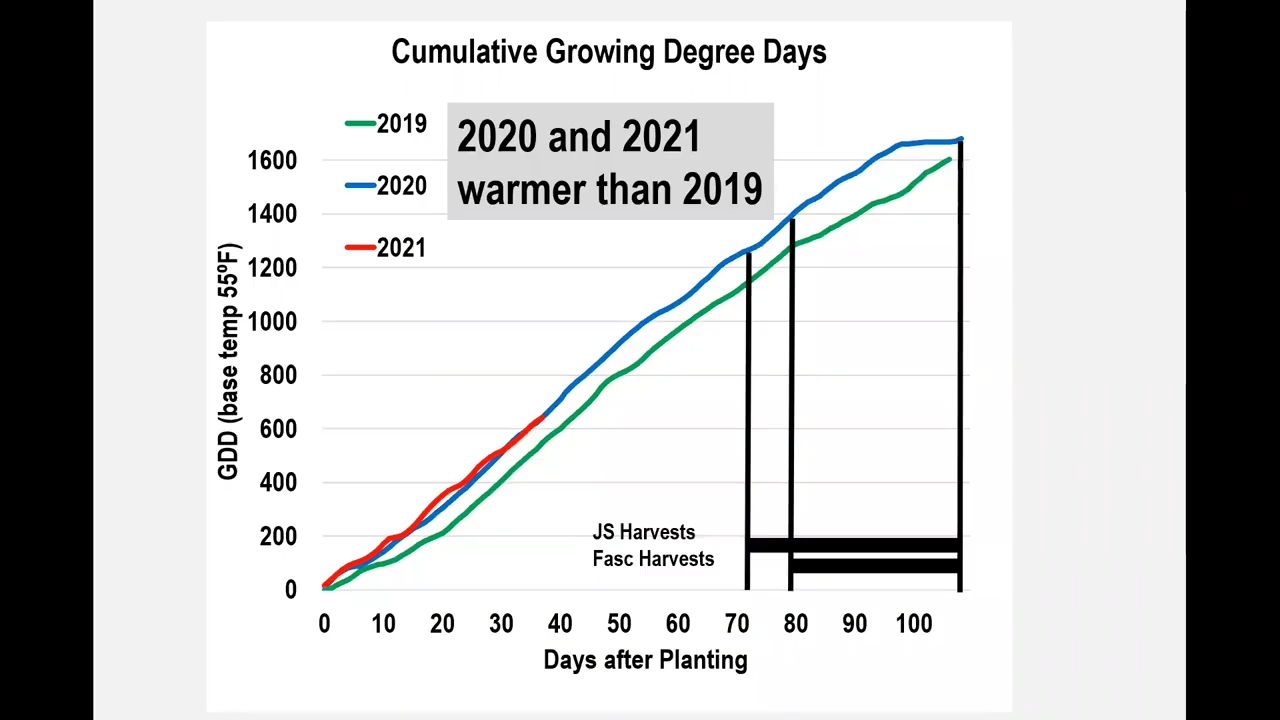 Cumulative Growing Degree Days
2019
2020
2021
2020 and 2021
warmer than 2019
GDD (base temp 55ºF)
1600
1400
1200
1000
800
600
400
200
0
JS Harvests
Fasc Harvests
0 10 20 30 40 50 60 70 80 90 100
Days after Planting